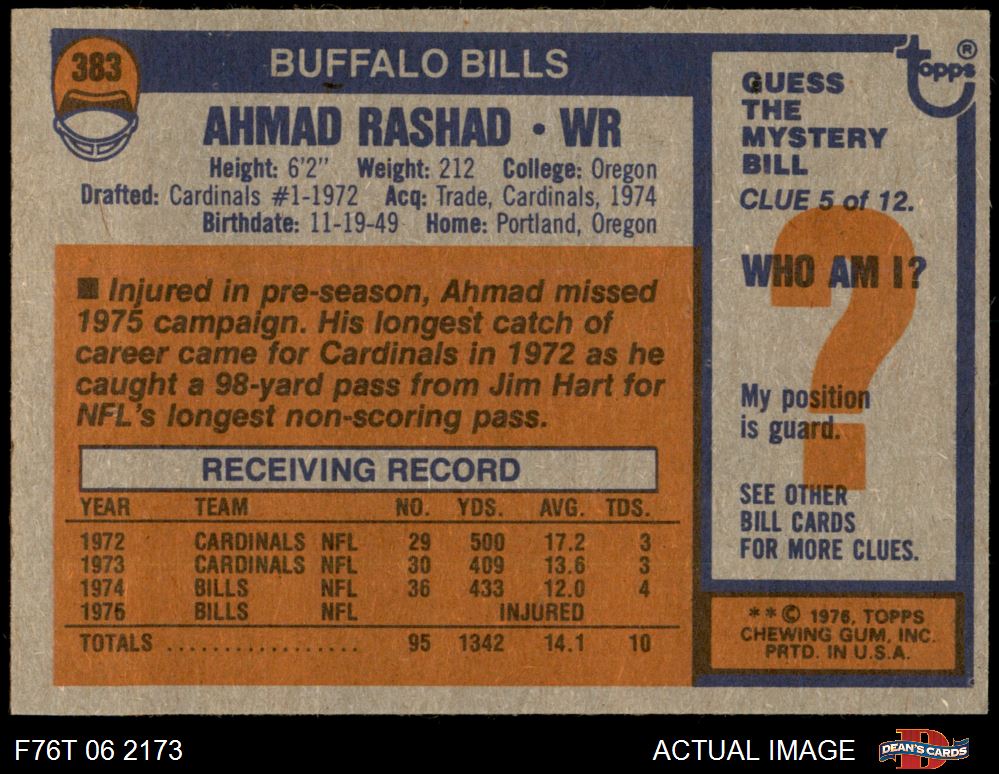 383
BUFFALO BILLS
topps ®
AHMAD RASHAD • WR
Height: 6'2" Weight: 212 College: Oregon
Drafted: Cardinals #1-1972 Acq: Trade, Cardinals, 1974
Birthdate: 11-19-49 Home: Portland, Oregon
■ Injured in pre-season, Ahmad missed
1975 campaign. His longest catch of
career came for Cardinals in 1972 as he
caught a 98-yard pass from Jim Hart for
NFL's longest non-scoring pass.
RECEIVING RECORD
YEAR TEAM NO. YDS. AVG. TDS.
1972 CARDINALS NFL 29 500 17.2 3
1973 CARDINALS NFL 30 409 13.6 3
1974 BILLS NFL 36 433 12.0 4
1975 BILLS NFL INJURED
TOTALS ................. 95 1342 14.1 10
GUESS
THE
MYSTERY
BILL
CLUE 5 of 12.
?
WHO AM I?
My position
is guard.
SEE OTHER
BILL CARDS
FOR MORE CLUES.
* * © 1976, TOPPS
CHEWING GUM, INC.
PRTD. IN U.S.A.
F76T 06 2173
ACTUAL IMAGE
D
DEAN'S CARDS